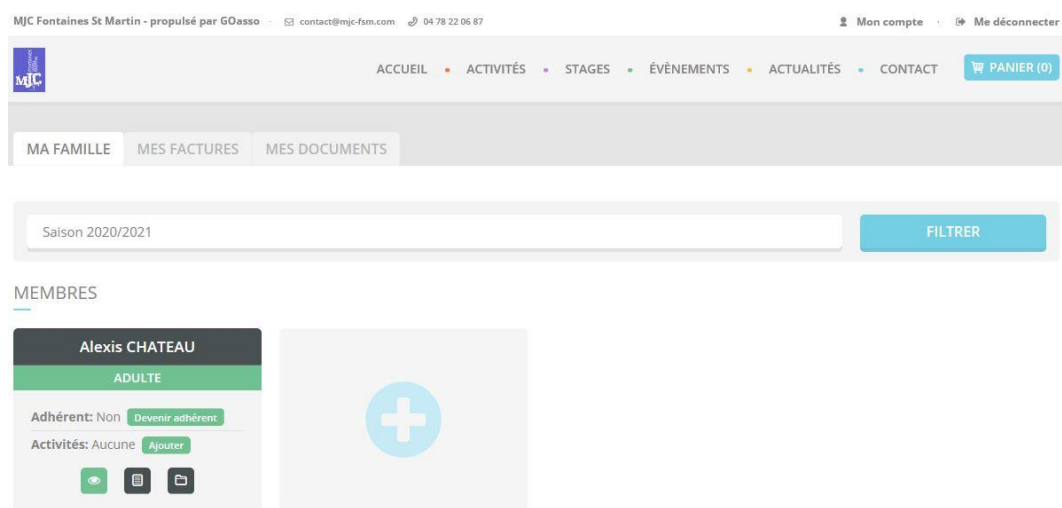 MJC Fontaines St Martin - propulsé par GOasso · contact@mjc-fsm.com 04 78 22 06 87 Mon compte · Me déconnecter
MJC ACCUEIL • ACTIVITÉS • STAGES • ÉVÈNEMENTS • ACTUALITÉS • CONTACT PANIER (0)
MA FAMILLE MES FACTURES MES DOCUMENTS
Saison 2020/2021 FILTRER
MEMBRES
Alexis CHATEAU
ADULTE
Adhérent: Non Devenir adhérent
Activités: Aucune Ajouter